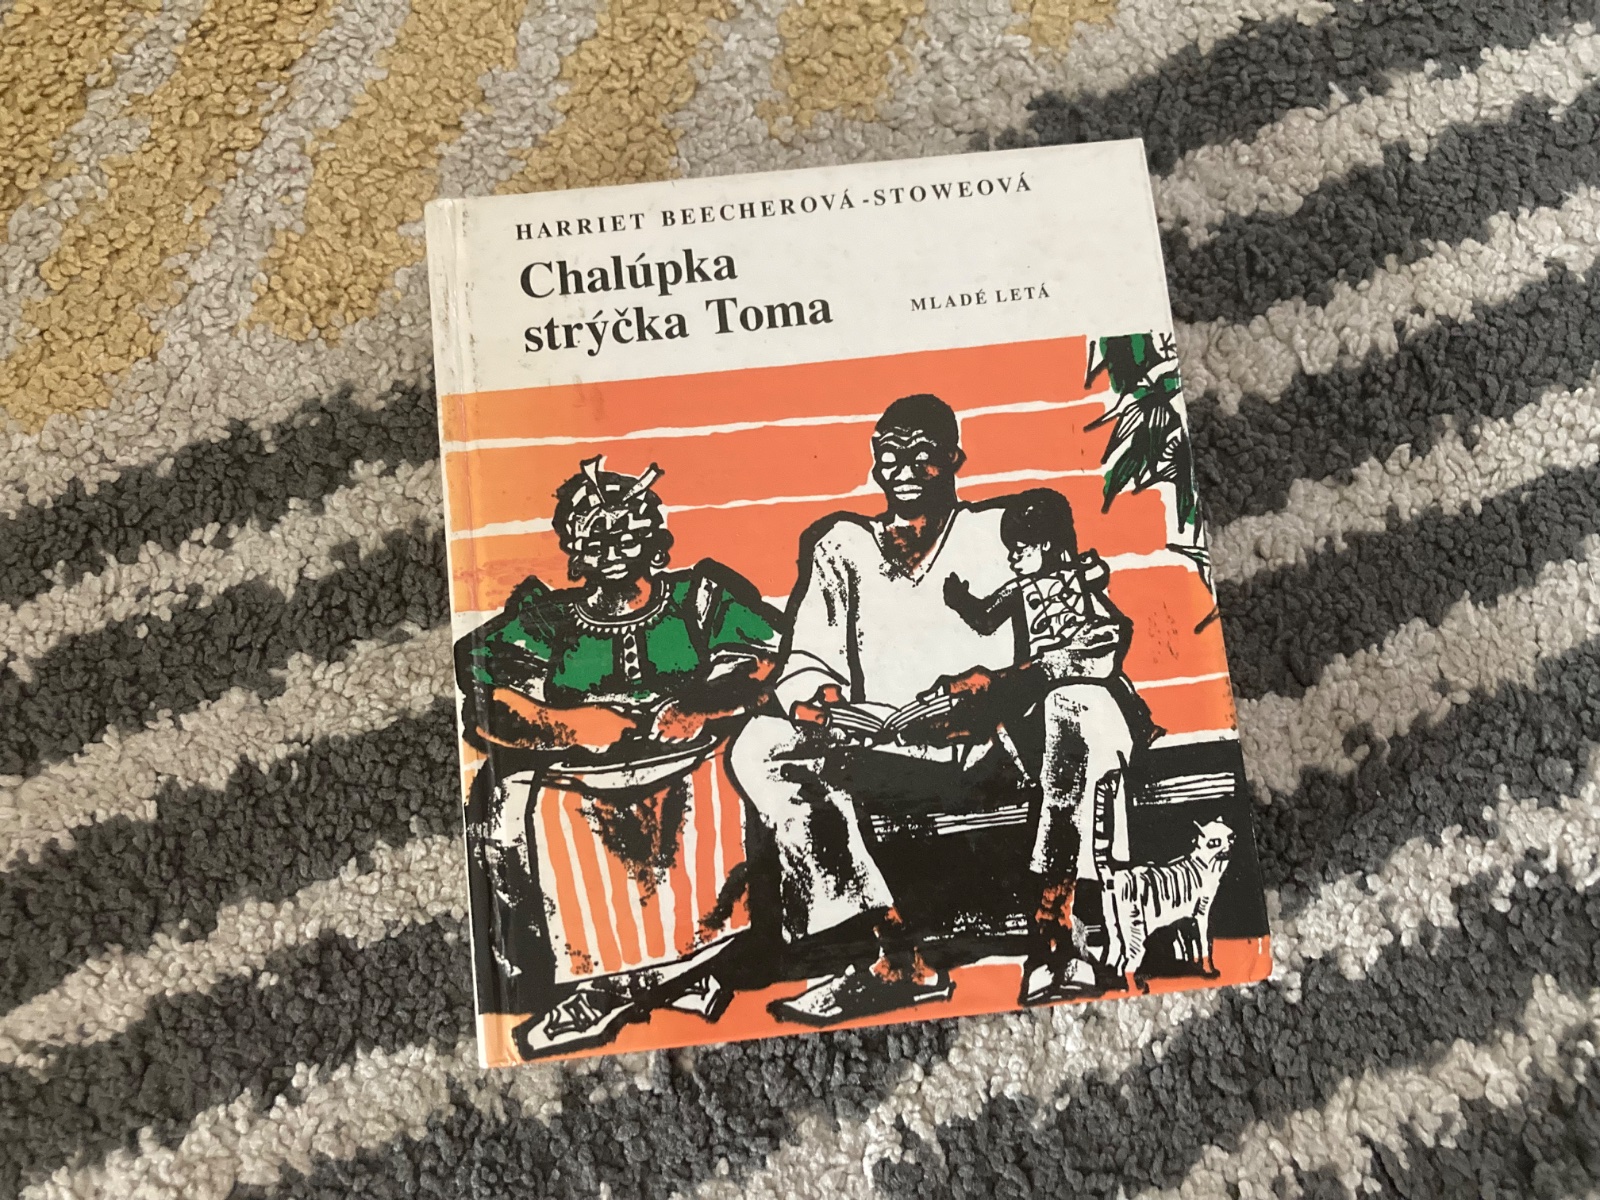 HARRIET BEECHEROVÁ-STOWEOVÁ
Chalúpka
strýčka Toma
MLADÉ LETÁ